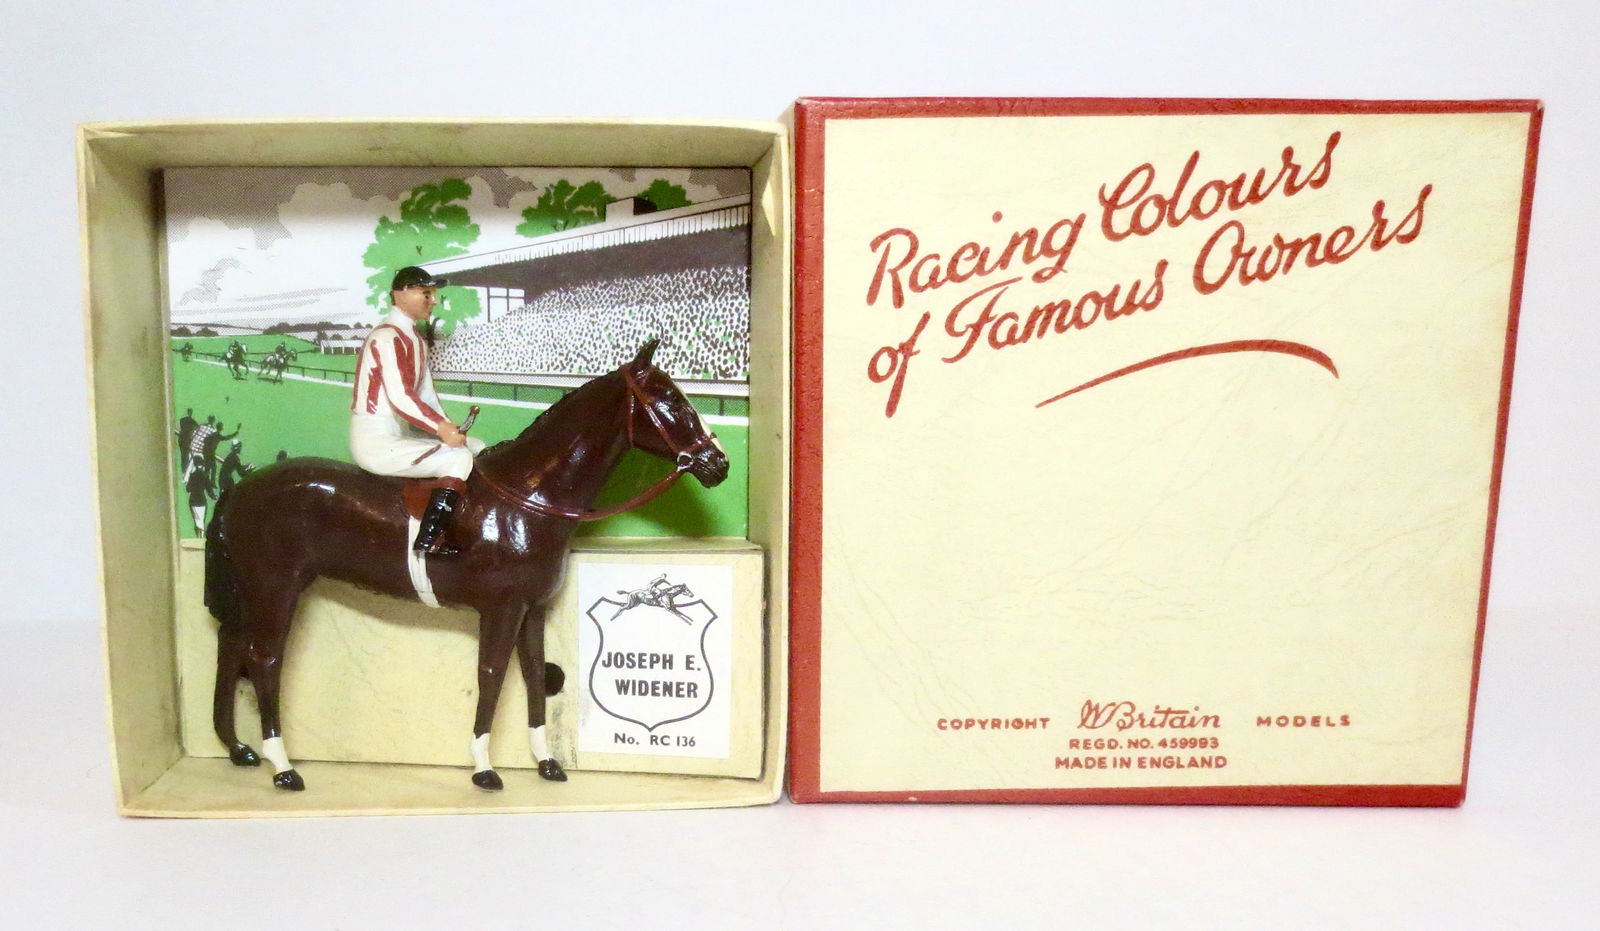 JOSEPH E.
WIDENER
No. RC 136
Racing Colours
of Famous Owners
COPYRIGHT W Britain MODELS
REGD. NO. 459993
MADE IN ENGLAND